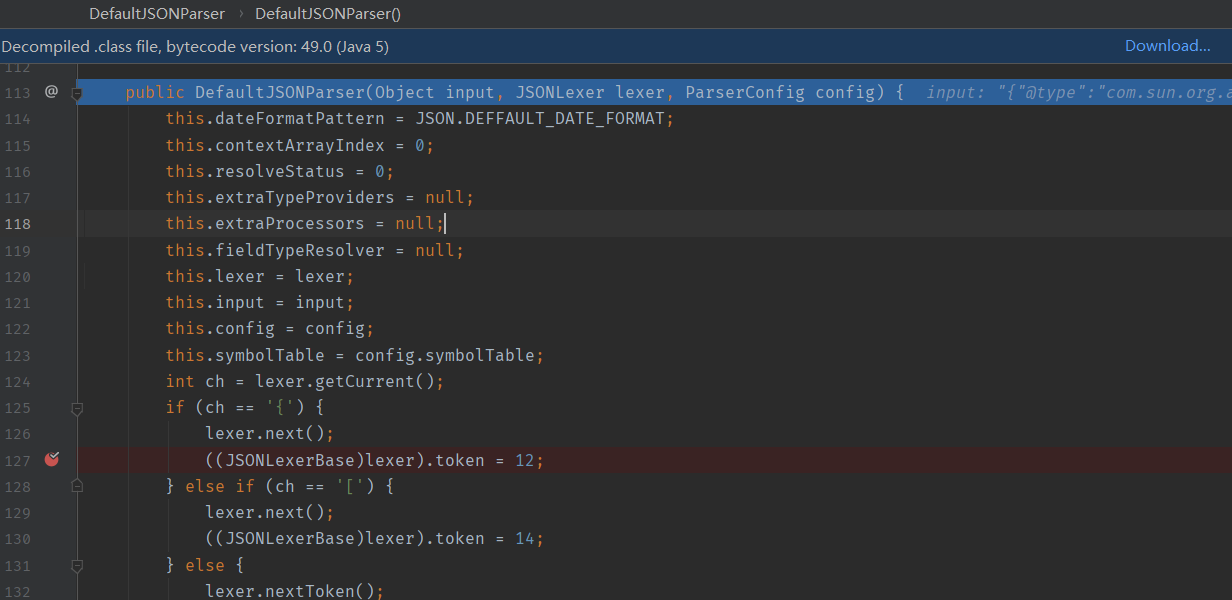 DefaultJSONParser › DefaultJSONParser()
Decompiled .class file, bytecode version: 49.0 (Java 5) Download...
112
113 @ public DefaultJSONParser(Object input, JSONLexer lexer, ParserConfig config) { input: "{"@type":"com.sun.org.a
114 this.dateFormatPattern = JSON.DEFFAULT_DATE_FORMAT;
115 this.contextArrayIndex = 0;
116 this.resolveStatus = 0;
117 this.extraTypeProviders = null;
118 this.extraProcessors = null;
119 this.fieldTypeResolver = null;
120 this.lexer = lexer;
121 this.input = input;
122 this.config = config;
123 this.symbolTable = config.symbolTable;
124 int ch = lexer.getCurrent();
125 if (ch == '{') {
126 lexer.next();
127 ((JSONLexerBase)lexer).token = 12;
128 } else if (ch == '[') {
129 lexer.next();
130 ((JSONLexerBase)lexer).token = 14;
131 } else {
132 lexer.nextToken();